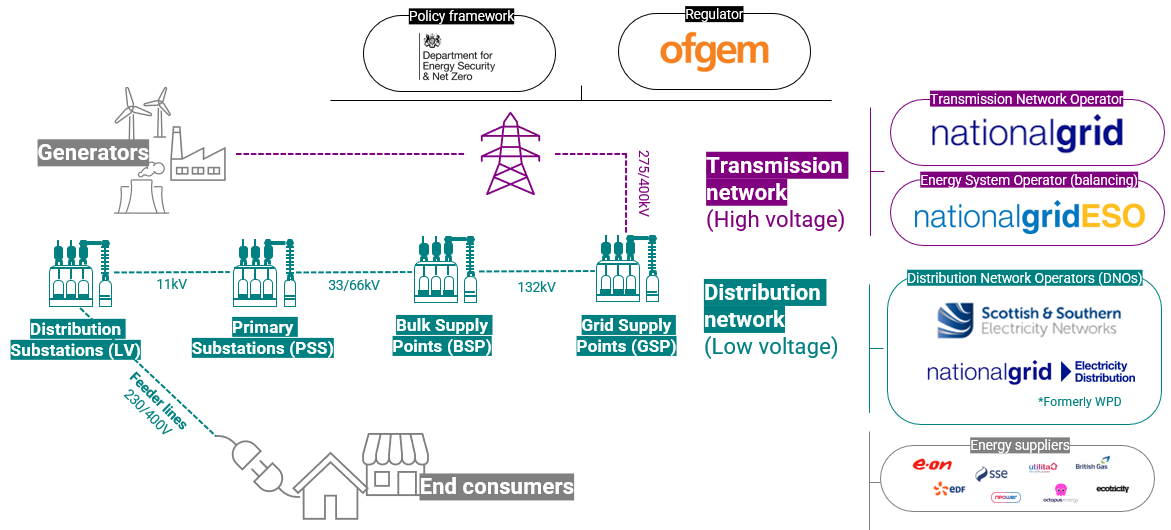 Policy framework
Department for
Energy Security
& Net Zero
Regulator
ofgem
Generators
275/400kV
Transmission
network
(High voltage)
Transmission Network Operator
nationalgrid
Energy System Operator (balancing)
nationalgridESO
11kV
33/66kV
132kV
Distribution
Substations (LV)
Primary
Substations (PSS)
Bulk Supply
Points (BSP)
Grid Supply
Points (GSP)
Distribution
network
(Low voltage)
Distribution Network Operators (DNOs)
Scottish & Southern
Electricity Networks
nationalgrid
Electricity
Distribution
*Formerly WPD
Feeder lines
230/400V
End consumers
Energy suppliers
e·on
sse
utilita
British Gas
eDF
npower
octopus energy
ecotricity